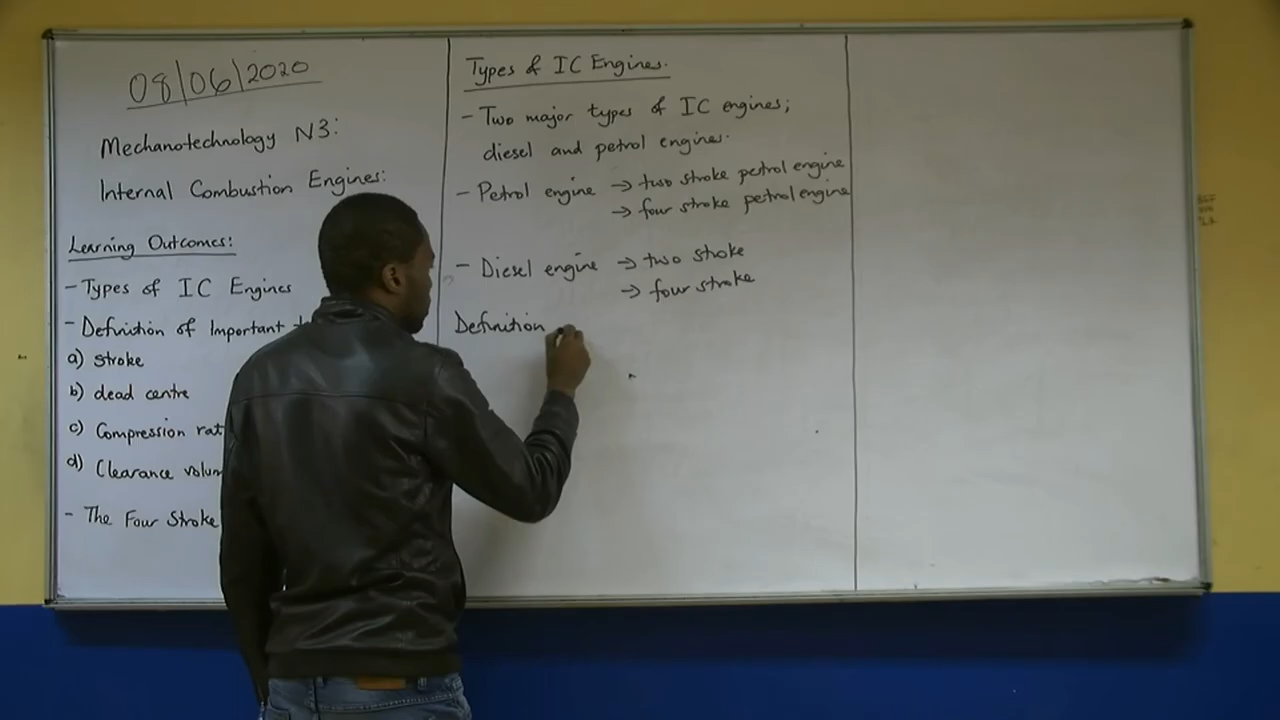 08/06/2020
Mechanotechnology N3:
Internal Combustion Engines:
Learning Outcomes:
- Types of IC Engines
- Definition of Important
a) stroke
b) dead centre
c) Compression rat
d) Clearance volum
- The Four Stroke
Types of IC Engines.
- Two major types of IC engines;
diesel and petrol engines.
- Petrol engine → two stroke petrol engine
→ four stroke petrol engine
- Diesel engine → two stroke
→ four stroke
Definition